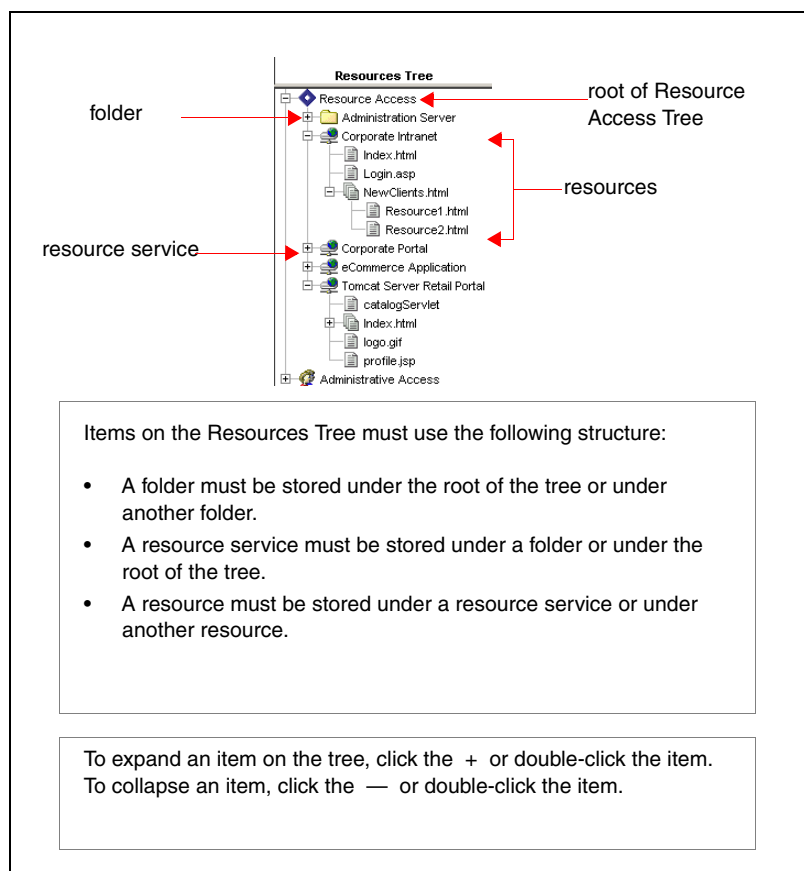 Resources Tree
Resource Access
root of Resource
Access Tree
folder
Administration Server
Corporate Intranet
Index.html
Login.asp
NewClients.html
resources
Resource1.html
Resource2.html
resource service
Corporate Portal
eCommerce Application
Tomcat Server Retail Portal
catalogServlet
Index.html
logo.gif
profile.jsp
Administrative Access
Items on the Resources Tree must use the following structure:
• A folder must be stored under the root of the tree or under
another folder.
• A resource service must be stored under a folder or under the
root of the tree.
• A resource must be stored under a resource service or under
another resource.
To expand an item on the tree, click the + or double-click the item.
To collapse an item, click the — or double-click the item.